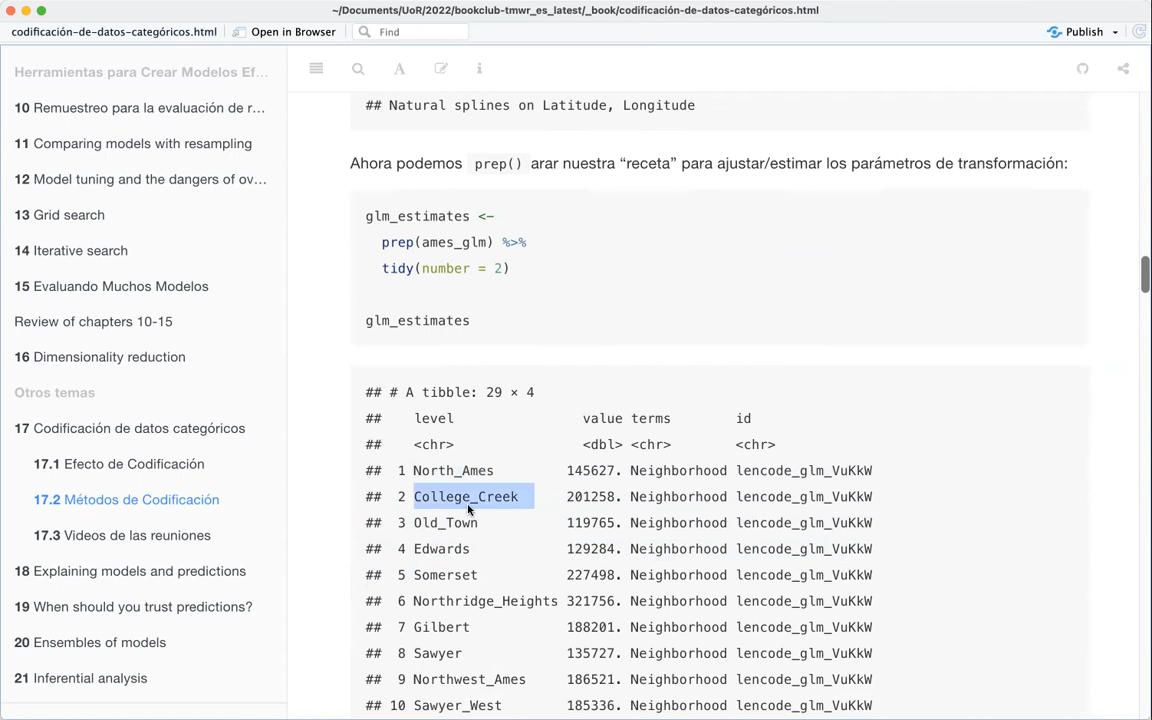 ~/Documents/UoR/2022/bookclub-tmwr_es_latest/_book/codificación-de-datos-categóricos.html
codificación-de-datos-categóricos.html
Open in Browser
Find
Publish
Herramientas para Crear Modelos Ef...
10 Remuestreo para la evaluación de r...
11 Comparing models with resampling
12 Model tuning and the dangers of ov...
13 Grid search
14 Iterative search
15 Evaluando Muchos Modelos
Review of chapters 10-15
16 Dimensionality reduction
Otros temas
17 Codificación de datos categóricos
17.1 Efecto de Codificación
17.2 Métodos de Codificación
17.3 Videos de las reuniones
18 Explaining models and predictions
19 When should you trust predictions?
20 Ensembles of models
21 Inferential analysis
## Natural splines on Latitude, Longitude
Ahora podemos prep() arar nuestra “receta” para ajustar/estimar los parámetros de transformación:
glm_estimates <-
prep(ames_glm) %>%
tidy(number = 2)
glm_estimates
## # A tibble: 29 × 4
## level value terms id
## <chr> <dbl> <chr> <chr>
## 1 North_Ames 145627. Neighborhood lencode_glm_VuKkW
## 2 College_Creek 201258. Neighborhood lencode_glm_VuKkW
## 3 Old_Town 119765. Neighborhood lencode_glm_VuKkW
## 4 Edwards 129284. Neighborhood lencode_glm_VuKkW
## 5 Somerset 227498. Neighborhood lencode_glm_VuKkW
## 6 Northridge_Heights 321756. Neighborhood lencode_glm_VuKkW
## 7 Gilbert 188201. Neighborhood lencode_glm_VuKkW
## 8 Sawyer 135727. Neighborhood lencode_glm_VuKkW
## 9 Northwest_Ames 186521. Neighborhood lencode_glm_VuKkW
## 10 Sawyer_West 185336. Neighborhood lencode_glm_VuKkW